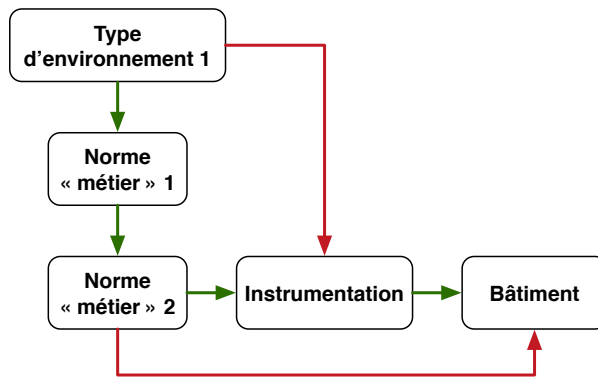 Type
d’environnement 1
Norme
« métier » 1
Norme
« métier » 2
Instrumentation
Bâtiment